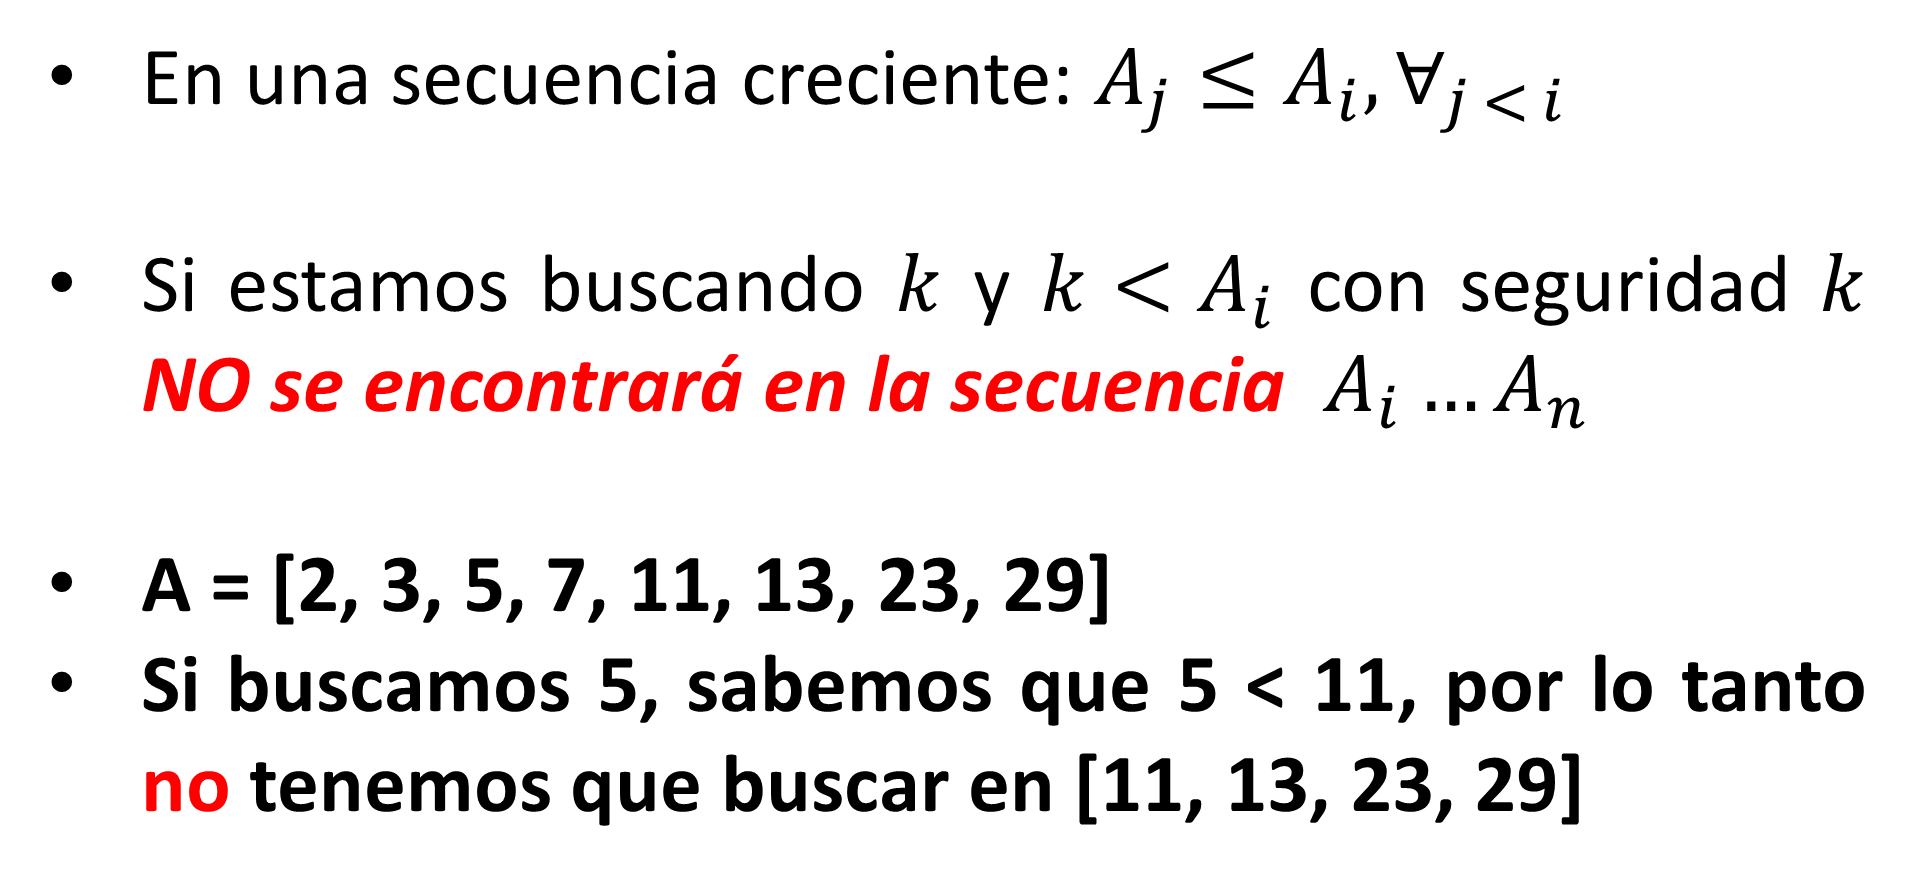 • En una secuencia creciente: 𝐴ⱼ ≤ 𝐴ᵢ, ∀_{j < i}
• Si estamos buscando 𝑘 y 𝑘 < 𝐴ᵢ con seguridad 𝑘
NO se encontrará en la secuencia 𝐴ᵢ … 𝐴ₙ
• A = [2, 3, 5, 7, 11, 13, 23, 29]
• Si buscamos 5, sabemos que 5 < 11, por lo tanto
no tenemos que buscar en [11, 13, 23, 29]